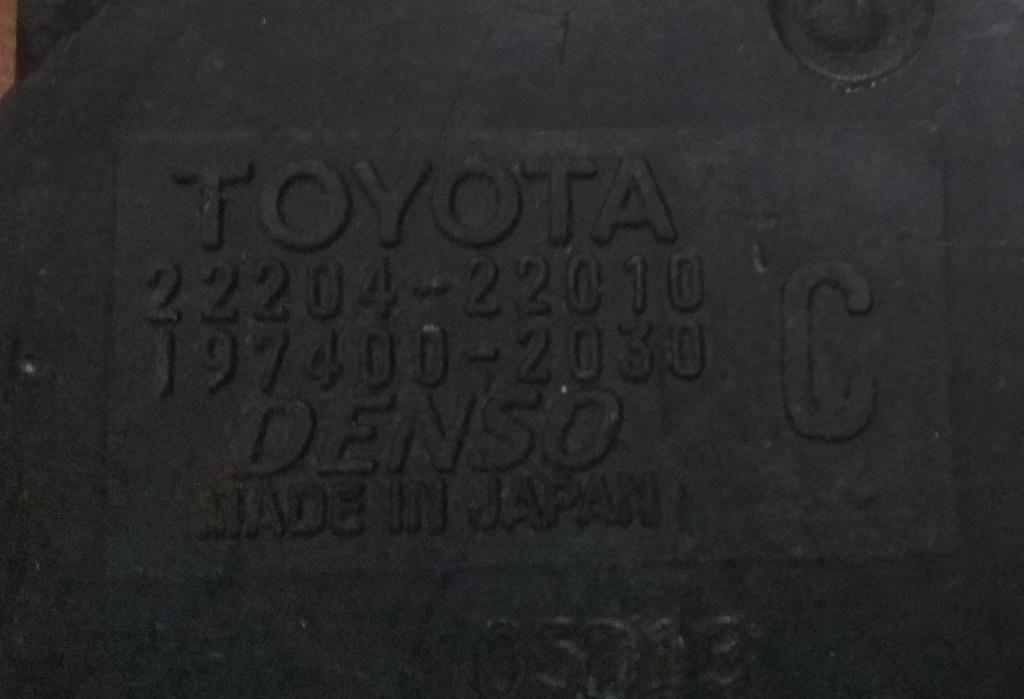 TOYOTA
22204-22010
197400-2030
C
DENSO
MADE IN JAPAN